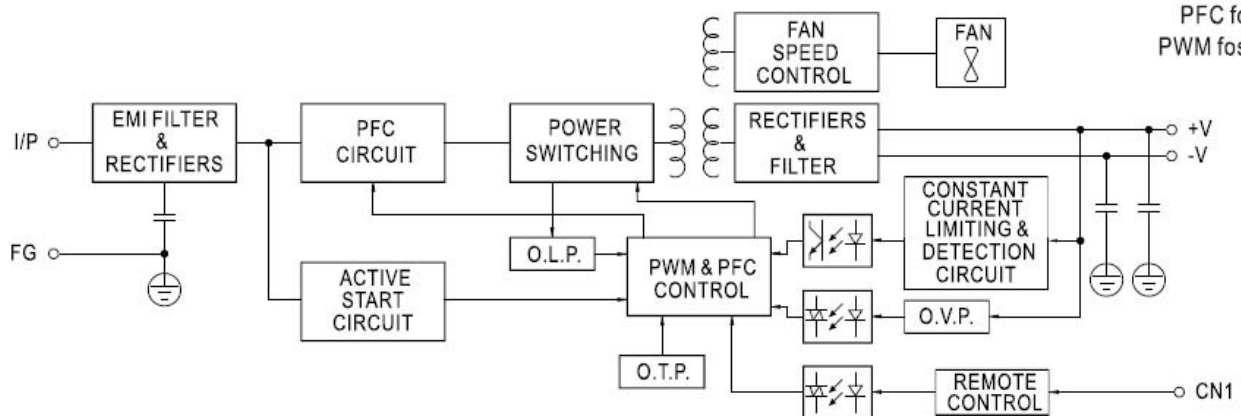 PFC fo
PWM fos
FAN
SPEED
CONTROL
FAN
I/P
EMI FILTER
&
RECTIFIERS
PFC
CIRCUIT
POWER
SWITCHING
RECTIFIERS
&
FILTER
+V
-V
CONSTANT
CURRENT
LIMITING &
DETECTION
CIRCUIT
FG
O.L.P.
PWM & PFC
CONTROL
ACTIVE
START
CIRCUIT
O.V.P.
O.T.P.
REMOTE
CONTROL
CN1